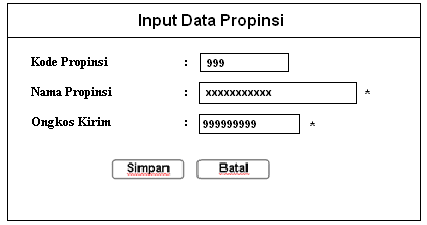 Input Data Propinsi
Kode Propinsi : 999
Nama Propinsi : xxxxxxxxxxx *
Ongkos Kirim : 999999999 *
Simpan Batal